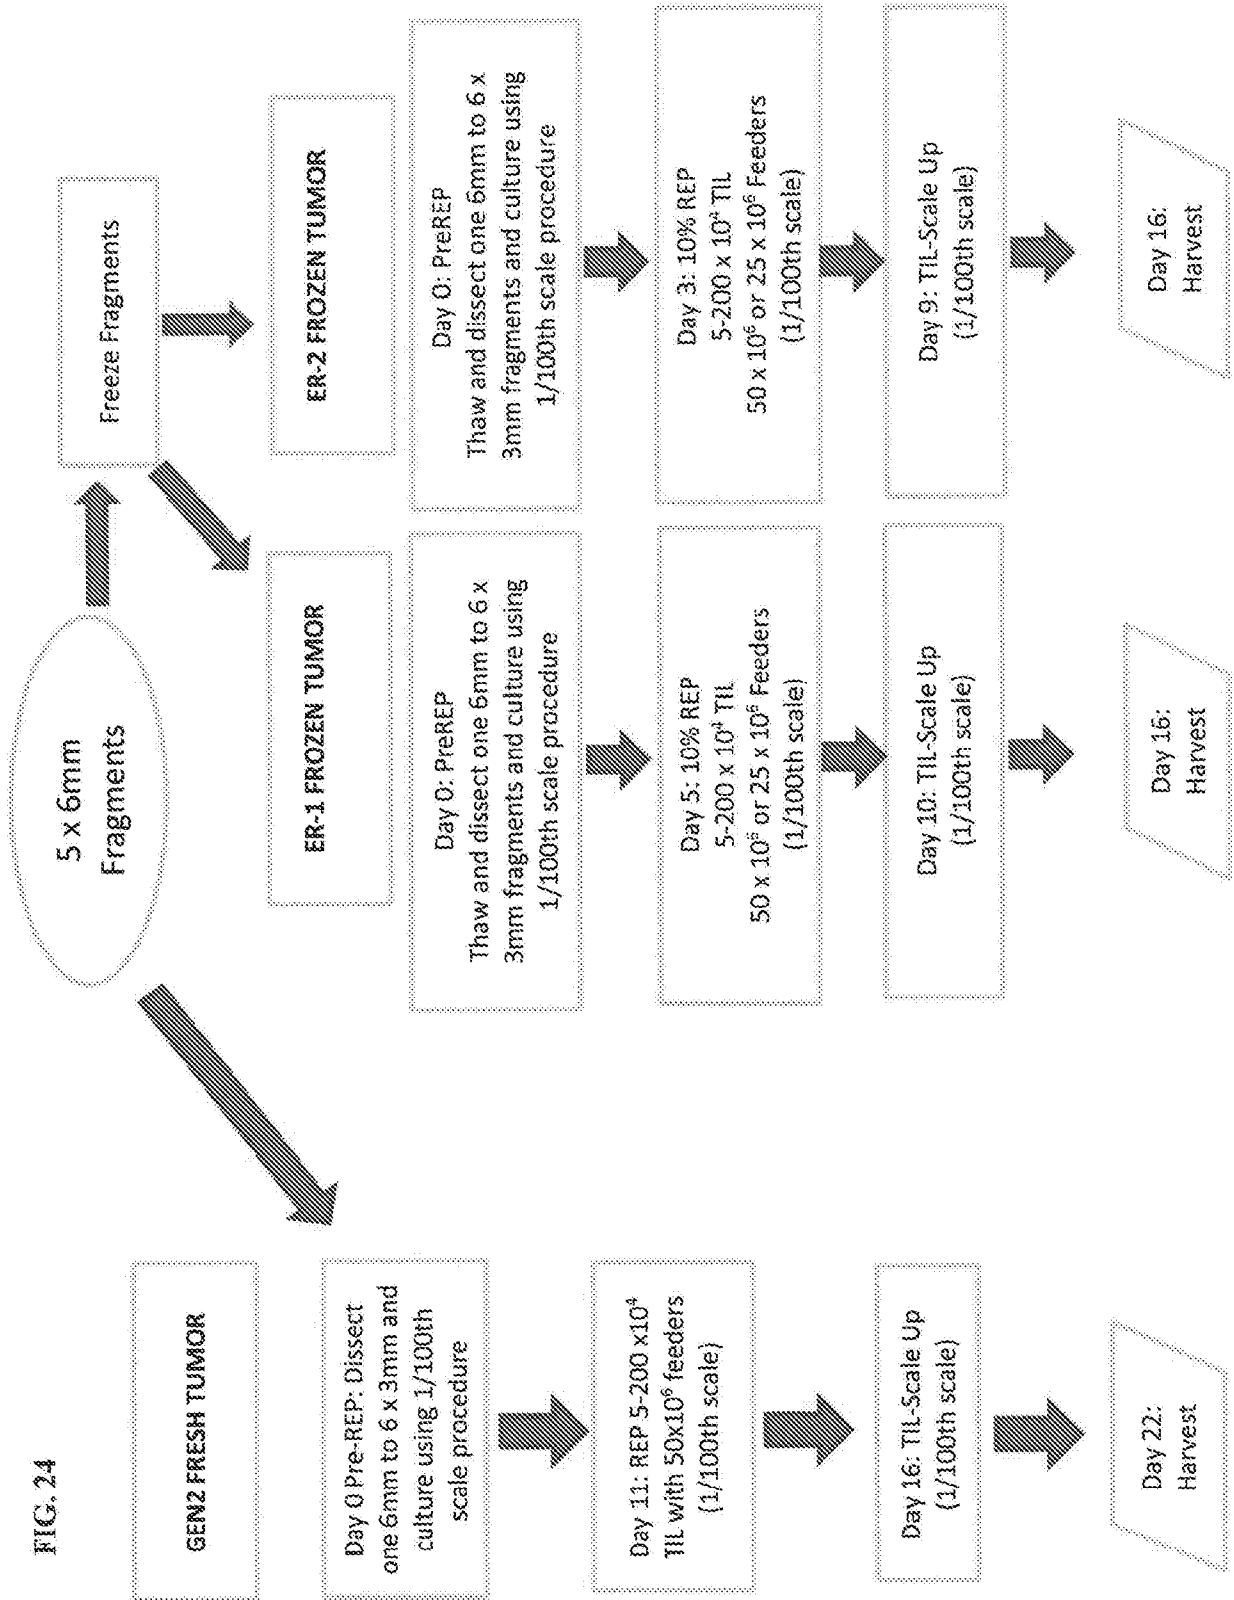 FIG. 24
5 x 6mm
Fragments
Freeze Fragments
GEN2 FRESH TUMOR
Day 0 Pre-REP: Dissect
one 6mm to 6 x 3mm and
culture using 1/100th
scale procedure
Day 11: REP 5-200 x10⁴
TIL with 50x10⁶ feeders
(1/100th scale)
Day 16: TIL-Scale Up
(1/100th scale)
Day 22:
Harvest
ER-1 FROZEN TUMOR
Day 0: PreREP
Thaw and dissect one 6mm to 6 x
3mm fragments and culture using
1/100th scale procedure
Day 5: 10% REP
5-200 x 10⁴ TIL
50 x 10⁶ or 25 x 10⁶ Feeders
(1/100th scale)
Day 10: TIL-Scale Up
(1/100th scale)
Day 16:
Harvest
ER-2 FROZEN TUMOR
Day 0: PreREP
Thaw and dissect one 6mm to 6 x
3mm fragments and culture using
1/100th scale procedure
Day 3: 10% REP
5-200 x 10⁴ TIL
50 x 10⁶ or 25 x 10⁶ Feeders
(1/100th scale)
Day 9: TIL-Scale Up
(1/100th scale)
Day 16:
Harvest